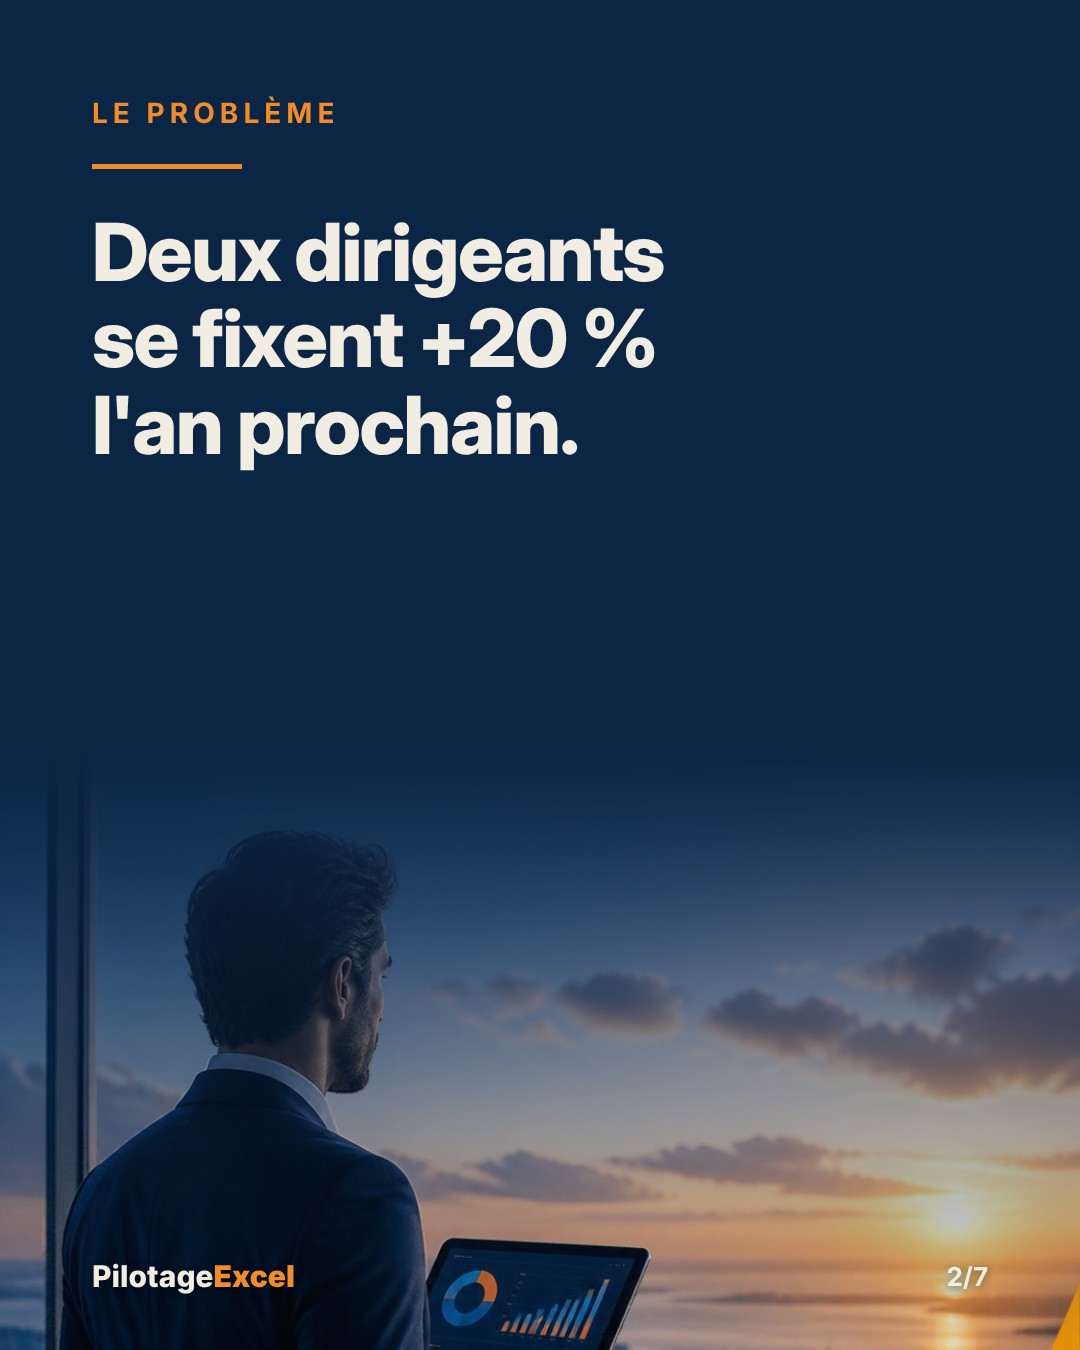 LE PROBLÈME
Deux dirigeants
se fixent +20 %
l'an prochain.
PilotageExcel
2/7